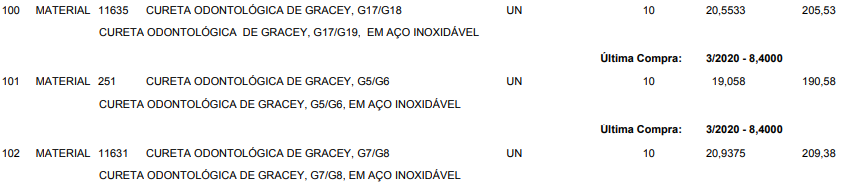 100 MATERIAL 11635 CURETA ODONTOLÓGICA DE GRACEY, G17/G18 UN 10 20,5533 205,53
CURETA ODONTOLÓGICA DE GRACEY, G17/G19, EM AÇO INOXIDÁVEL
Última Compra: 3/2020 - 8,4000
101 MATERIAL 251 CURETA ODONTOLÓGICA DE GRACEY, G5/G6 UN 10 19,058 190,58
CURETA ODONTOLÓGICA DE GRACEY, G5/G6, EM AÇO INOXIDÁVEL
Última Compra: 3/2020 - 8,4000
102 MATERIAL 11631 CURETA ODONTOLÓGICA DE GRACEY, G7/G8 UN 10 20,9375 209,38
CURETA ODONTOLÓGICA DE GRACEY, G7/G8, EM AÇO INOXIDÁVEL